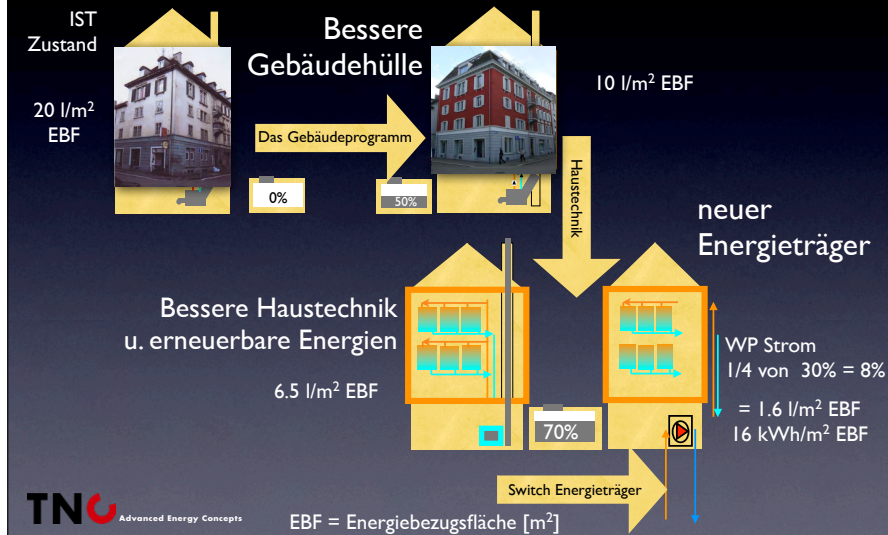 IST
Zustand
20 l/m²
EBF
Bessere
Gebäudehülle
10 l/m² EBF
Das Gebäudeprogramm
0%
50%
Haustechnik
neuer
Energieträger
Bessere Haustechnik
u. erneuerbare Energien
6.5 l/m² EBF
70%
WP Strom
1/4 von 30% = 8%
= 1.6 l/m² EBF
16 kWh/m² EBF
Switch Energieträger
TNC Advanced Energy Concepts
EBF = Energiebezugsfläche [m²]